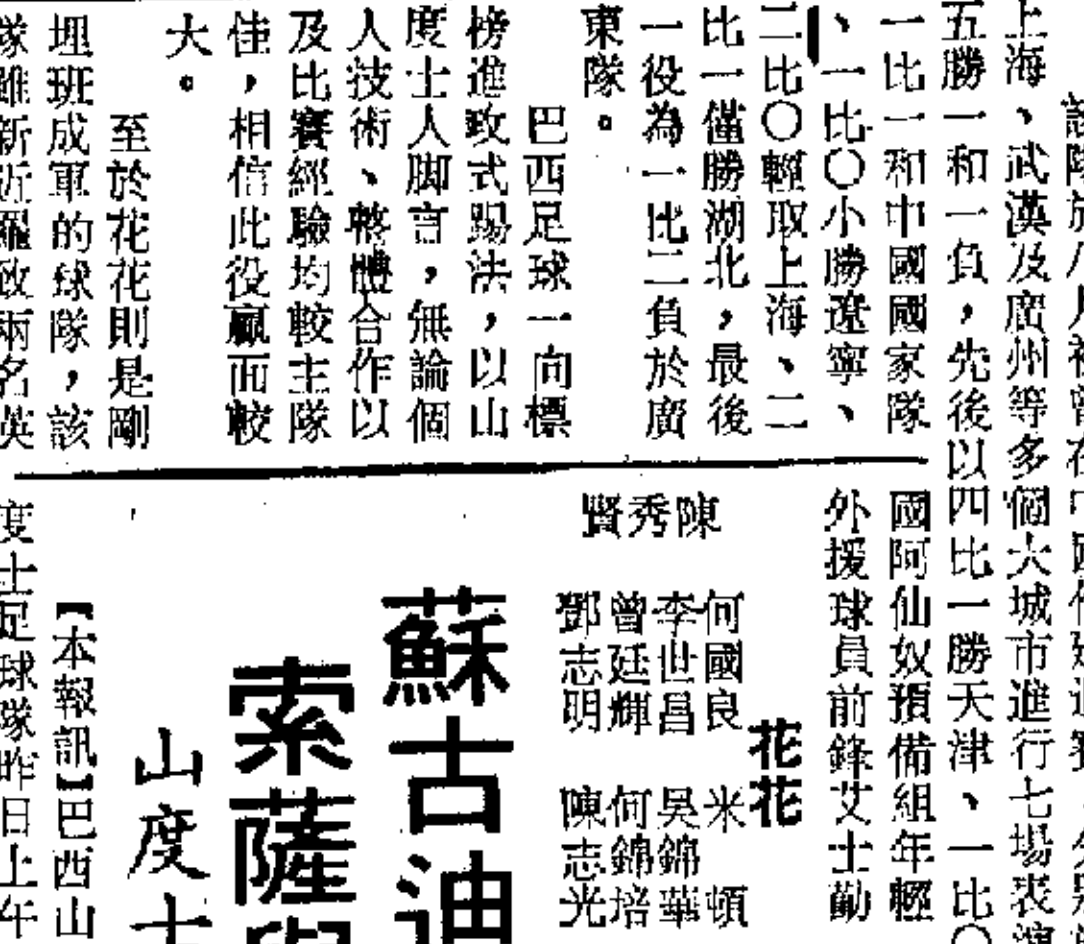 上海、武漢及廣州等多個大城市進行七場表演
五勝一和一負，先後以四比一勝天津、一比〇
一比一和中國國家隊
、一比〇小勝遼寧、
二比〇輕取上海、二
比一僅勝湖北，最後
一役為一比二負於廣
東隊。
巴西足球一向標
榜進攻式踢法，以山
度士人脚言，無論個
人技術、整體合作以
及比賽經驗均較主隊
佳，相信此役贏面較
大。
至於花花則是剛
埋班成軍的球隊，該
隊雖新近羅致兩名英
國阿仙奴預備組年輕
外援球員前鋒艾士勤
花花
何國良 米頓
李世昌 吳錦華
曾廷輝 何錦培
鄧志明 陳志光
陳秀賢
蘇古迪
索薩
山度士
【本報訊】巴西山
度士足球隊昨日上午